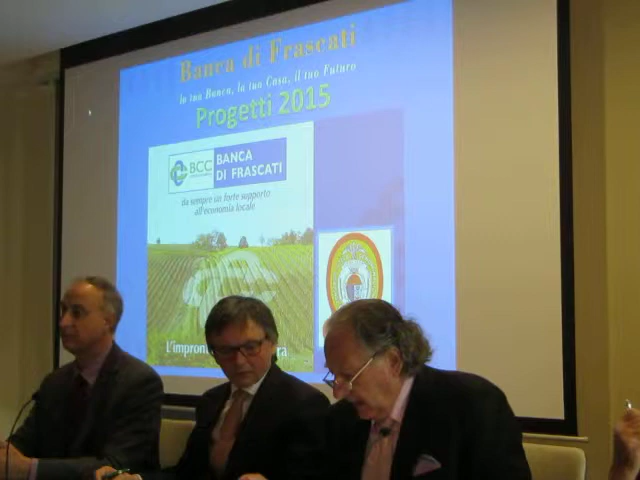 Banca di Frascati
la tua Banca, la tua Casa, il tuo Futuro
Progetti 2015
BCC
BANCA
DI FRASCATI
da sempre un forte supporto
all'economia locale